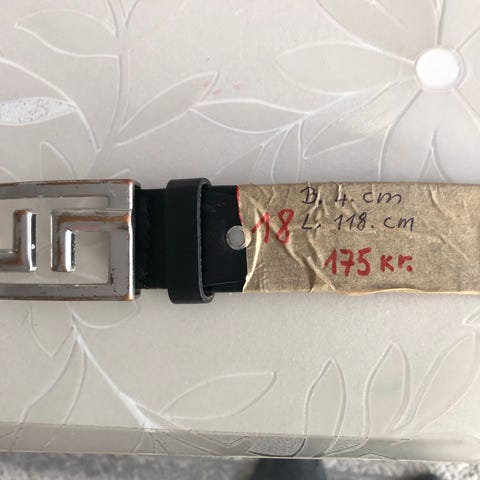 B. 4. cm
18 L. 118. cm
175 Kr.